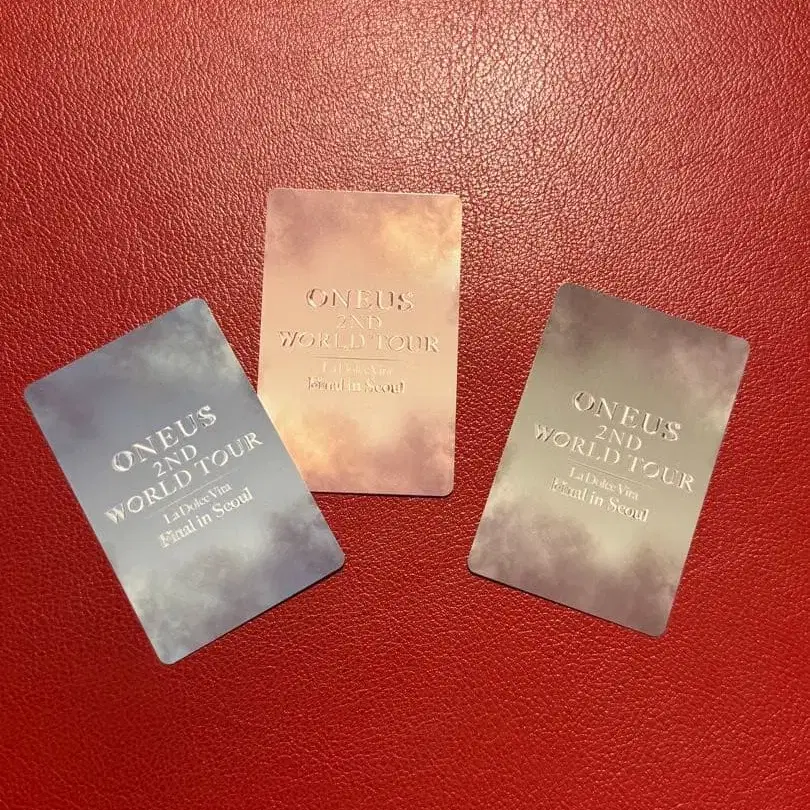 ONEUS
2ND
WORLD TOUR
La Dolce Vita
Final in Seoul
ONEUS
2ND
WORLD TOUR
La Dolce Vita
Final in Seoul
ONEUS
2ND
WORLD TOUR
La Dolce Vita
Final in Seoul